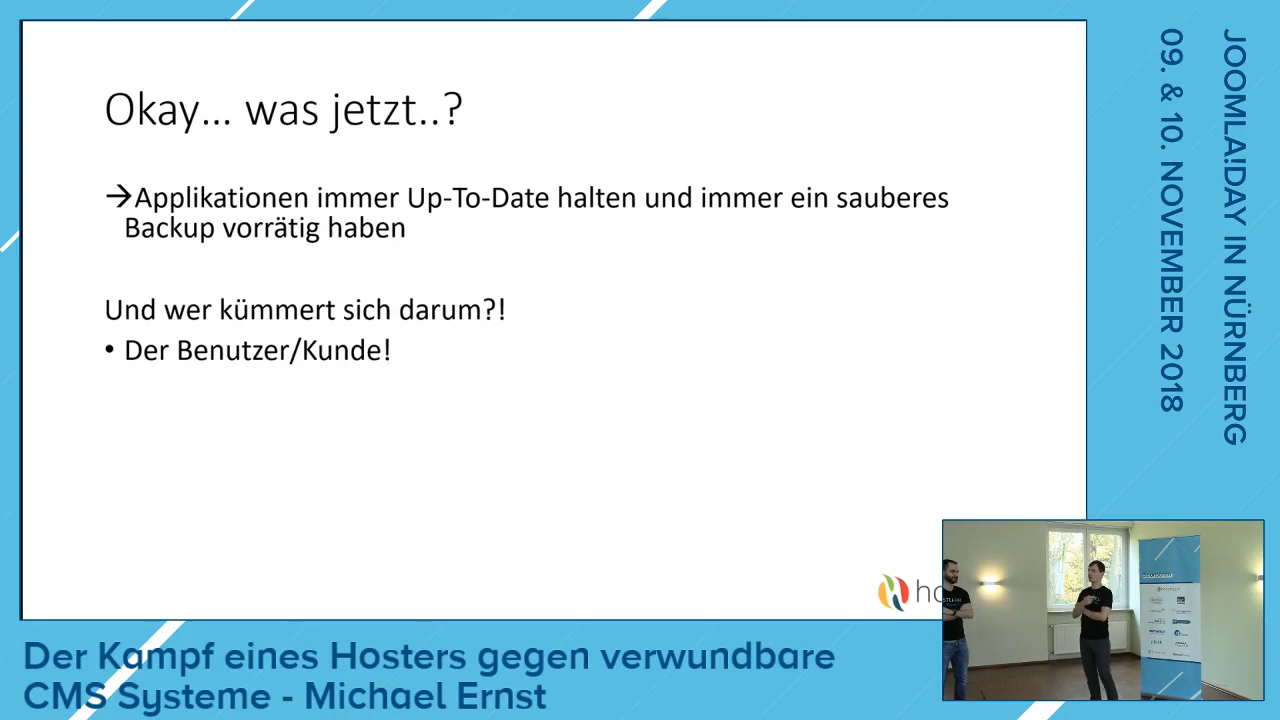 Okay... was jetzt..?
→Applikationen immer Up-To-Date halten und immer ein sauberes
Backup vorrätig haben
Und wer kümmert sich darum?!
• Der Benutzer/Kunde!
JOOMLA!DAY IN NÜRNBERG
09. & 10. NOVEMBER 2018
Der Kampf eines Hosters gegen verwundbare
CMS Systeme - Michael Ernst